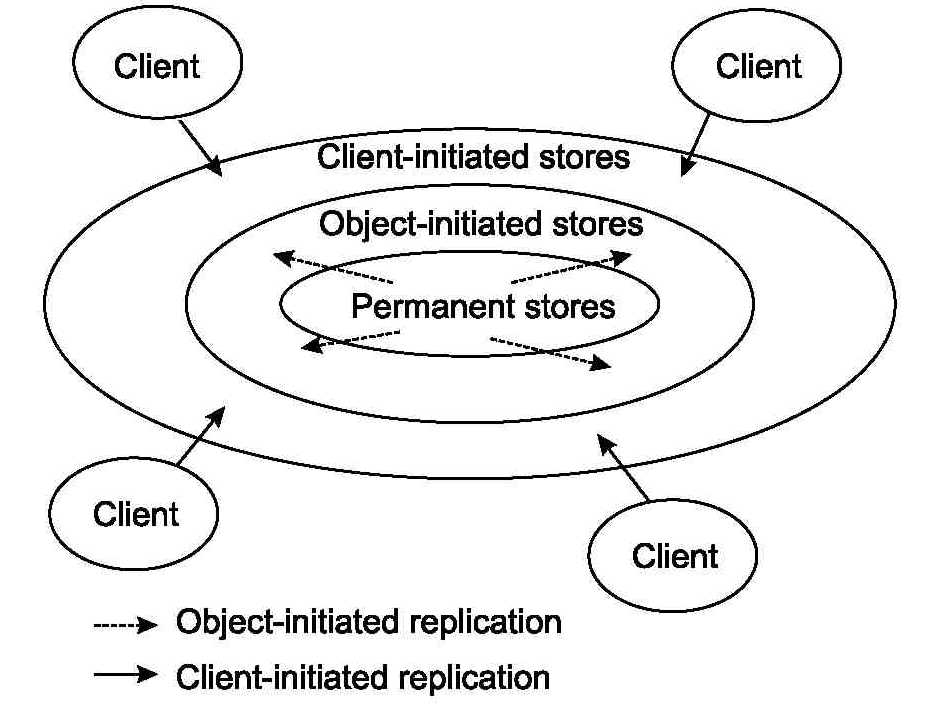 Client
Client
Client-initiated stores
Object-initiated stores
Permanent stores
Client
Client
Object-initiated replication
Client-initiated replication